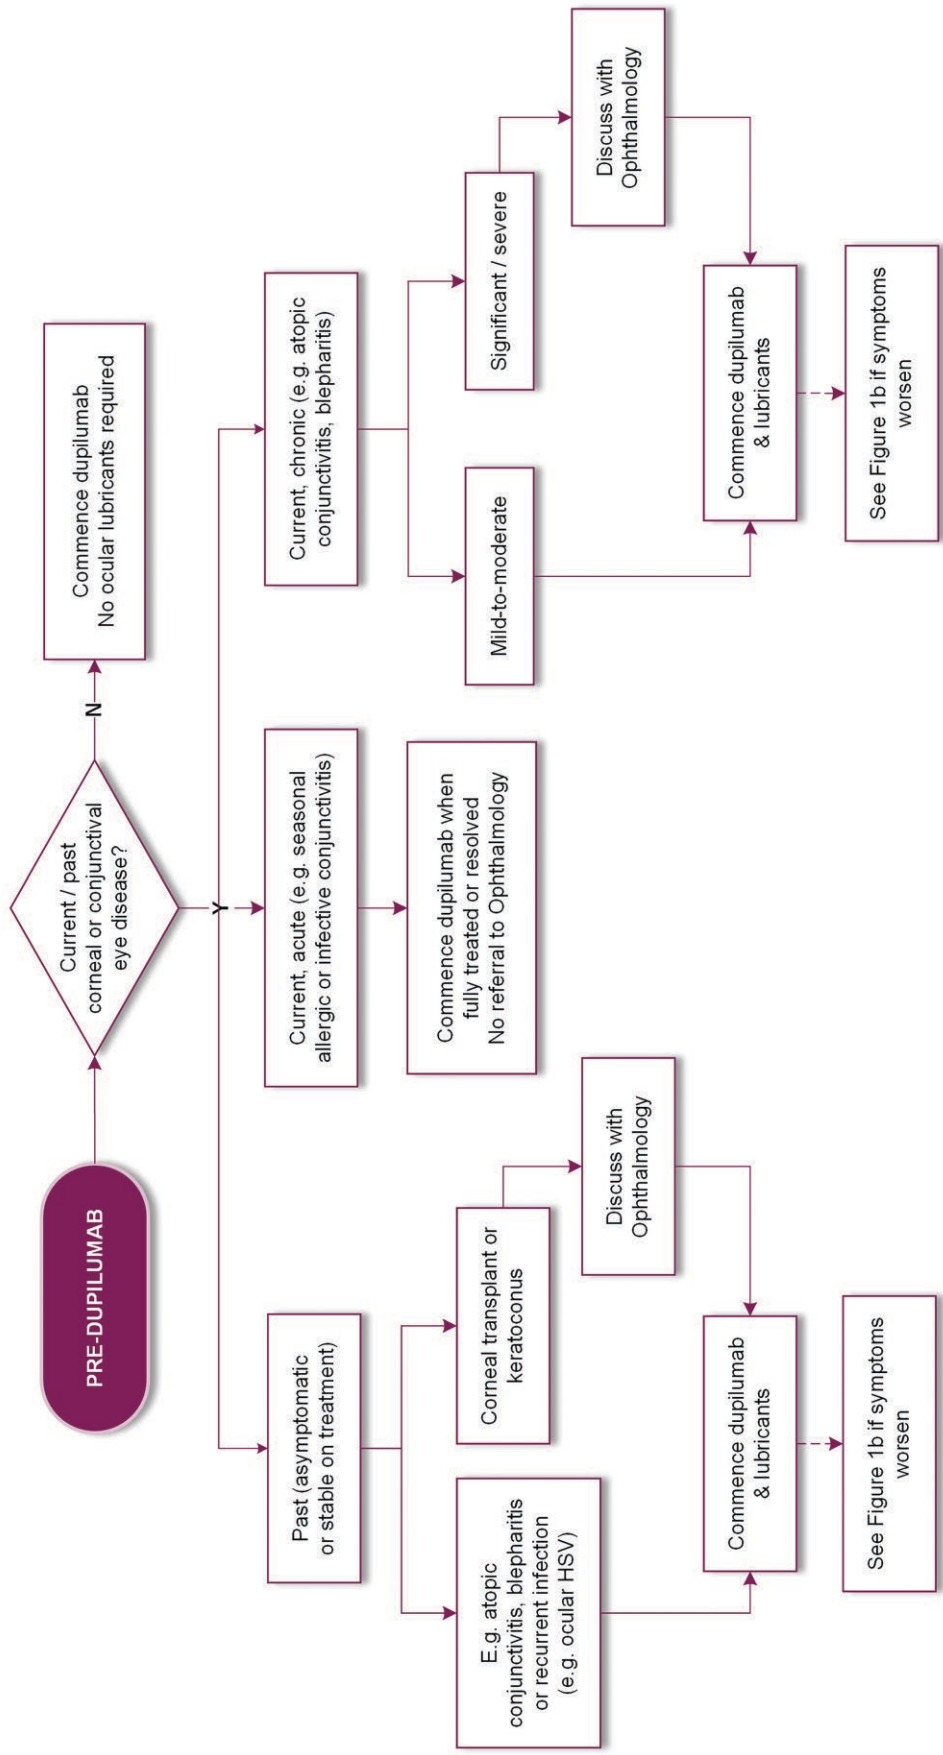 PRE-DUPILUMAB
Current / past
corneal or conjunctival
eye disease?
N
Commence dupilumab
No ocular lubricants required
Y
Past (asymptomatic
or stable on treatment)
E.g. atopic
conjunctivitis, blepharitis
or recurrent infection
(e.g. ocular HSV)
Corneal transplant or
keratoconus
Discuss with
Ophthalmology
Commence dupilumab
& lubricants
See Figure 1b if symptoms
worsen
Current, acute (e.g. seasonal
allergic or infective conjunctivitis)
Commence dupilumab when
fully treated or resolved
No referral to Ophthalmology
Current, chronic (e.g. atopic
conjunctivitis, blepharitis)
Mild-to-moderate
Significant / severe
Discuss with
Ophthalmology
Commence dupilumab
& lubricants
See Figure 1b if symptoms
worsen